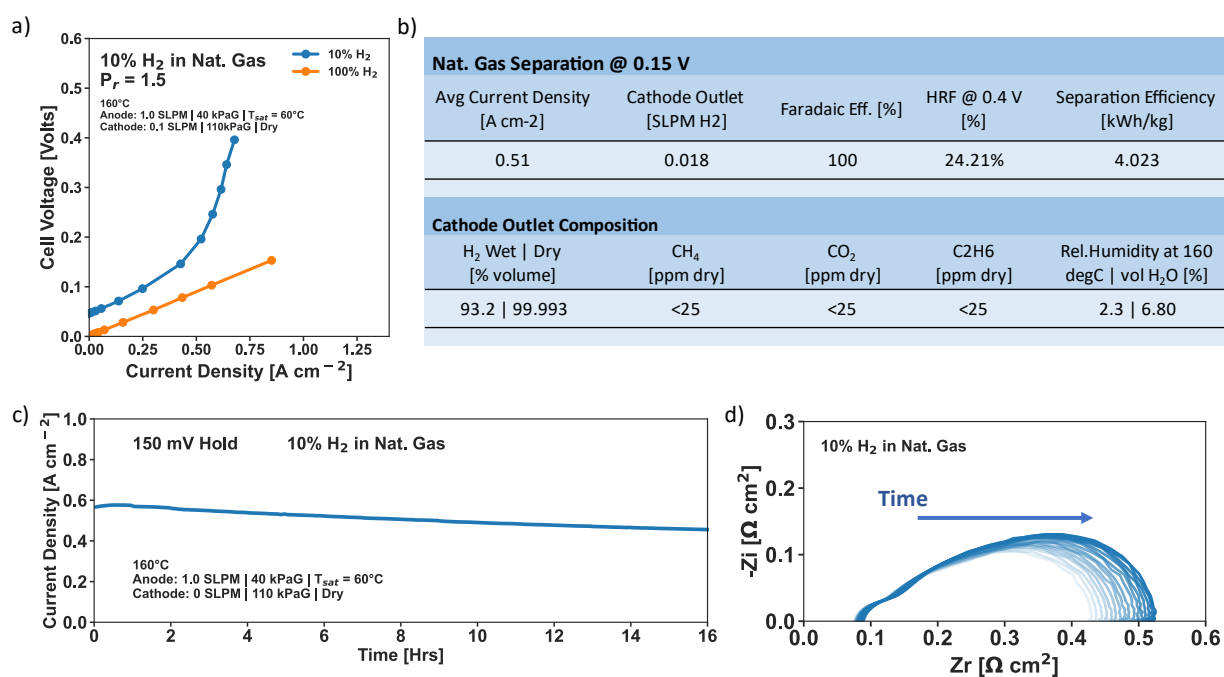 a)
0.6
0.5
0.4
0.3
0.2
0.1
0.0
Cell Voltage [Volts]
10% H₂ in Nat. Gas
Pᵣ = 1.5
10% H₂
100% H₂
160°C
Anode: 1.0 SLPM | 40 kPaG | Tₛₐₜ = 60°C
Cathode: 0.1 SLPM | 110kPaG | Dry
0.00 0.25 0.50 0.75 1.00 1.25
Current Density [A cm⁻²]
b)
Nat. Gas Separation @ 0.15 V
Avg Current Density [A cm-2]
Cathode Outlet [SLPM H2]
Faradaic Eff. [%]
HRF @ 0.4 V [%]
Separation Efficiency [kWh/kg]
0.51 0.018 100 24.21% 4.023
Cathode Outlet Composition
H₂ Wet | Dry [% volume]
CH₄ [ppm dry]
CO₂ [ppm dry]
C2H6 [ppm dry]
Rel.Humidity at 160 degC | vol H₂O [%]
93.2 | 99.993 <25 <25 <25 2.3 | 6.80
c)
1.0
0.8
0.6
0.4
0.2
0.0
Current Density [A cm⁻²]
150 mV Hold 10% H₂ in Nat. Gas
160°C
Anode: 1.0 SLPM | 40 kPaG | Tₛₐₜ = 60°C
Cathode: 0 SLPM | 110 kPaG | Dry
0 2 4 6 8 10 12 14 16
Time [Hrs]
d)
0.3
0.2
0.1
0.0
-Zi [Ω cm²]
10% H₂ in Nat. Gas
Time
0.0 0.1 0.2 0.3 0.4 0.5 0.6
Zr [Ω cm²]